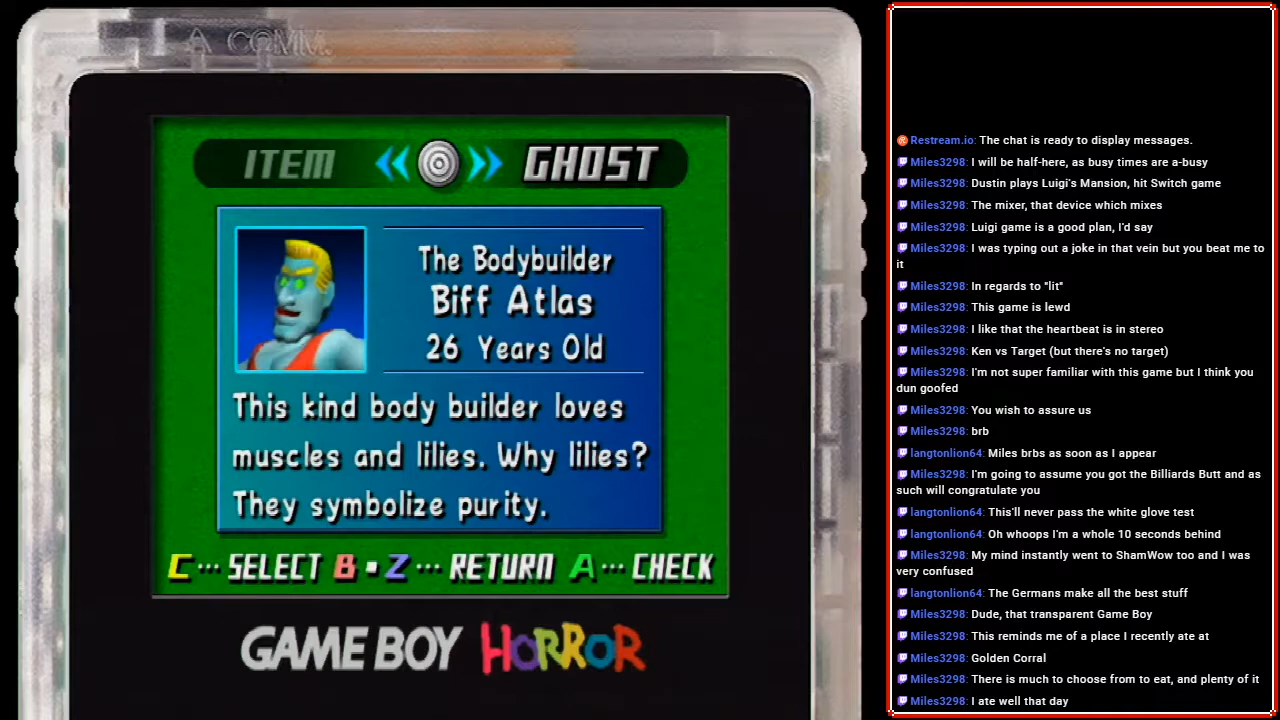 A COMM.
ITEM GHOST
The Bodybuilder
Biff Atlas
26 Years Old
This kind body builder loves
muscles and lilies. Why lilies?
They symbolize purity.
C... SELECT B • Z ... RETURN A ... CHECK
GAME BOY HORROR
Restream.io: The chat is ready to display messages.
Miles3298: I will be half-here, as busy times are a-busy
Miles3298: Dustin plays Luigi's Mansion, hit Switch game
Miles3298: The mixer, that device which mixes
Miles3298: Luigi game is a good plan, I'd say
Miles3298: I was typing out a joke in that vein but you beat me to
it
Miles3298: In regards to "lit"
Miles3298: This game is lewd
Miles3298: I like that the heartbeat is in stereo
Miles3298: Ken vs Target (but there's no target)
Miles3298: I'm not super familiar with this game but I think you
dun goofed
Miles3298: You wish to assure us
Miles3298: brb
langtonlion64: Miles brbs as soon as I appear
Miles3298: I'm going to assume you got the Billiards Butt and as
such will congratulate you
langtonlion64: This'll never pass the white glove test
langtonlion64: Oh whoops I'm a whole 10 seconds behind
Miles3298: My mind instantly went to ShamWow too and I was
very confused
langtonlion64: The Germans make all the best stuff
Miles3298: Dude, that transparent Game Boy
Miles3298: This reminds me of a place I recently ate at
Miles3298: Golden Corral
Miles3298: There is much to choose from to eat, and plenty of it
Miles3298: I ate well that day